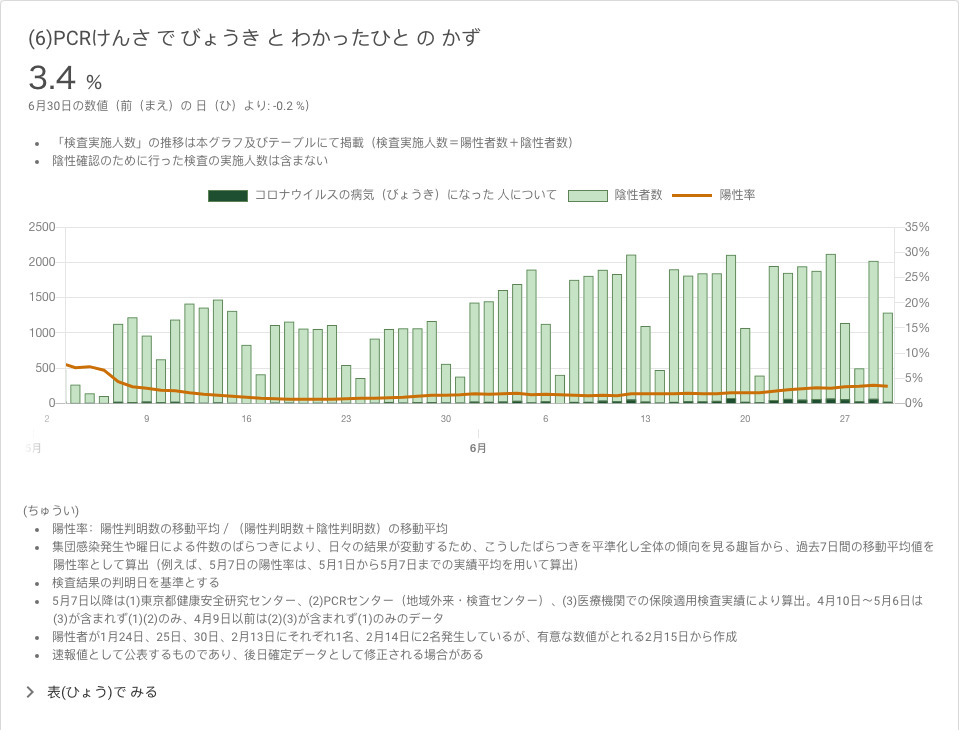 (6)PCRけんさ で びょうき と わかったひと の かず
3.4 %
6月30日の数値（前（まえ）の 日（ひ）より: -0.2 %）
「検査実施人数」の推移は本グラフ及びテーブルにて掲載（検査実施人数＝陽性者数＋陰性者数）
陰性確認のために行った検査の実施人数は含まない
コロナウイルスの病気（びょうき）になった 人について 陰性者数 陽性率
2500 35%
30%
2000
25%
1500 20%
15%
1000
10%
500
5%
0 0%
2 9 16 23 30 6 13 20 27
5月 6月
(ちゅうい)
陽性率：陽性判明数の移動平均 / （陽性判明数＋陰性判明数）の移動平均
集団感染発生や曜日による件数のばらつきにより、日々の結果が変動するため、こうしたばらつきを平準化し全体の傾向を見る趣旨から、過去7日間の移動平均値を
陽性率として算出（例えば、5月7日の陽性率は、5月1日から5月7日までの実績平均を用いて算出）
検査結果の判明日を基準とする
5月7日以降は(1)東京都健康安全研究センター、(2)PCRセンター（地域外来・検査センター）、(3)医療機関での保険適用検査実績により算出。4月10日～5月6日は
(3)が含まれず(1)(2)のみ、4月9日以前は(2)(3)が含まれず(1)のみのデータ
陽性者が1月24日、25日、30日、2月13日にそれぞれ1名、2月14日に2名発生しているが、有意な数値がとれる2月15日から作成
速報値として公表するものであり、後日確定データとして修正される場合がある
表(ひょう)で みる